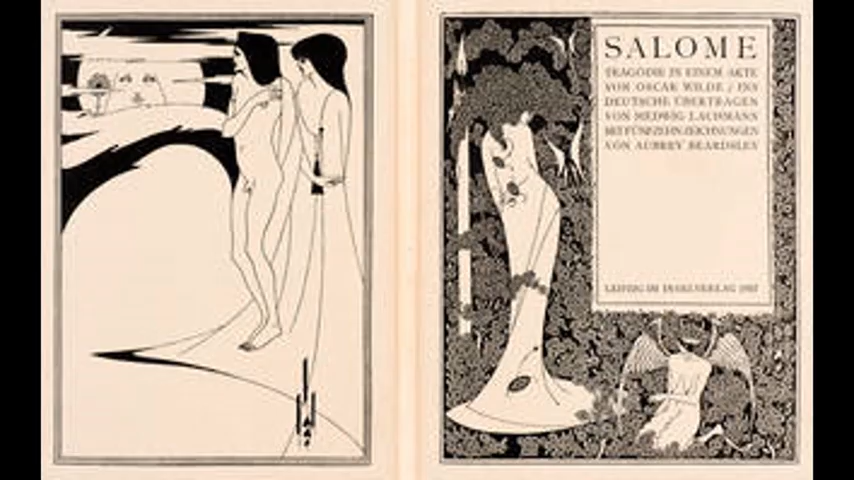 SALOME
TRAGÖDIE IN EINEM AKTE
VON OSCAR WILDE / INS
DEUTSCHE ÜBERTRAGEN
VON HEDWIG LACHMANN
MIT FÜNFZEHN ZEICHNUNGEN
VON AUBREY BEARDSLEY
LEIPZIG IM INSELVERLAG 1907